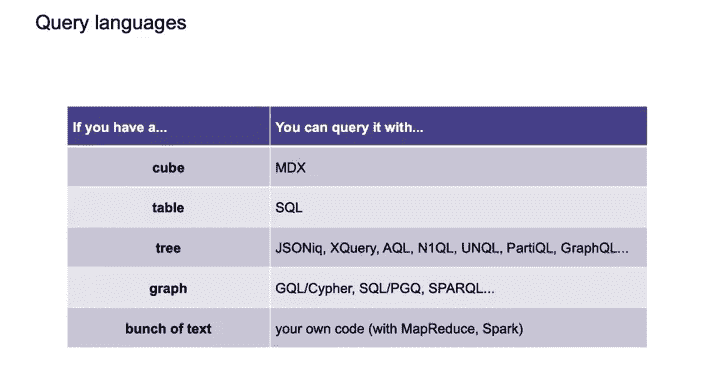 Query languages
If you have a... You can query it with...
cube MDX
table SQL
tree JSONiq, XQuery, AQL, N1QL, UNQL, PartiQL, GraphQL...
graph GQL/Cypher, SQL/PGQ, SPARQL...
bunch of text your own code (with MapReduce, Spark)